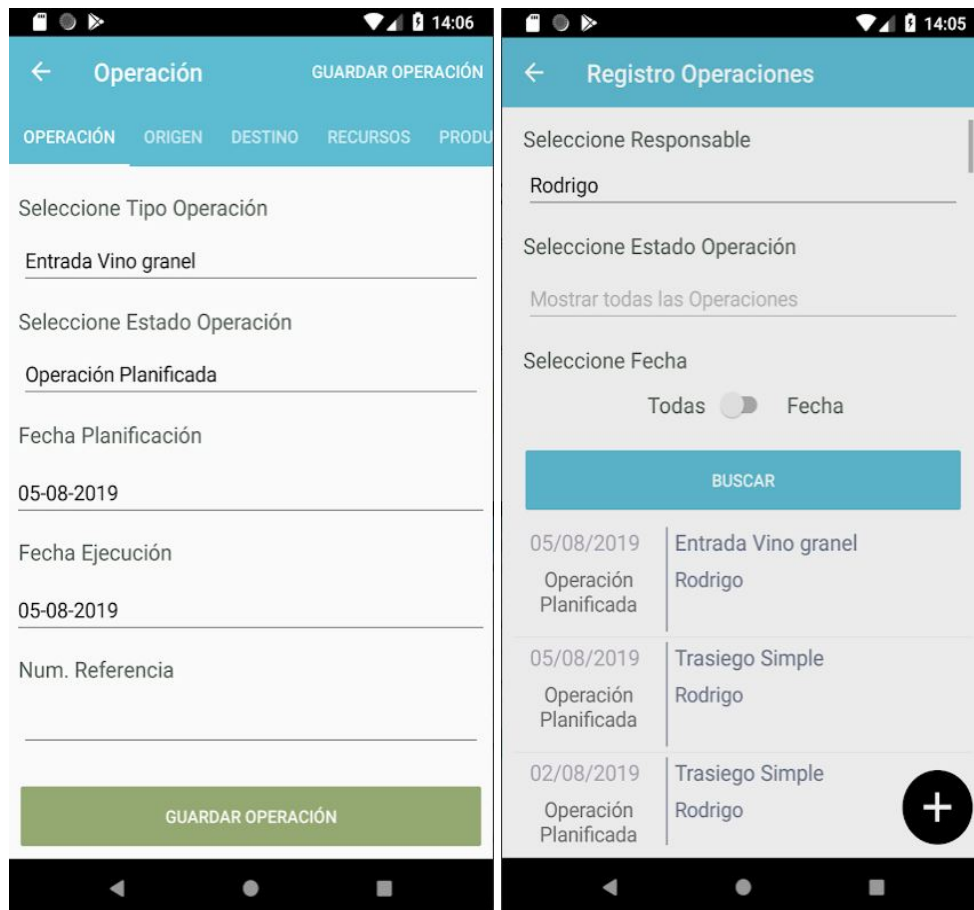 14:06
Operación
GUARDAR OPERACIÓN
OPERACIÓN ORIGEN DESTINO RECURSOS PRODU
Seleccione Tipo Operación
Entrada Vino granel
Seleccione Estado Operación
Operación Planificada
Fecha Planificación
05-08-2019
Fecha Ejecución
05-08-2019
Num. Referencia
GUARDAR OPERACIÓN
14:05
Registro Operaciones
Seleccione Responsable
Rodrigo
Seleccione Estado Operación
Mostrar todas las Operaciones
Seleccione Fecha
Todas Fecha
BUSCAR
05/08/2019 Entrada Vino granel
Operación Rodrigo
Planificada
05/08/2019 Trasiego Simple
Operación Rodrigo
Planificada
02/08/2019 Trasiego Simple
Operación Rodrigo
Planificada